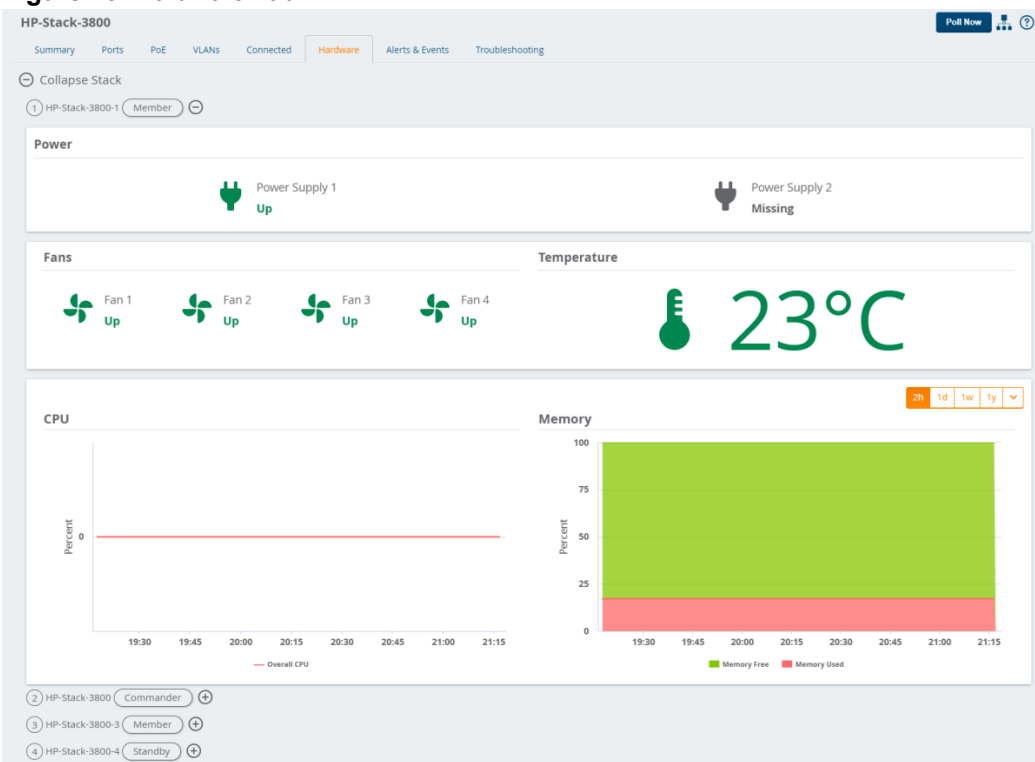 HP-Stack-3800
Poll Now
Summary Ports PoE VLANs Connected Hardware Alerts & Events Troubleshooting
Collapse Stack
1 HP-Stack-3800-1 Member
Power
Power Supply 1
Up
Power Supply 2
Missing
Fans
Fan 1
Up
Fan 2
Up
Fan 3
Up
Fan 4
Up
Temperature
23°C
2h 1d 1w 1y
CPU
Percent
0
19:30 19:45 20:00 20:15 20:30 20:45 21:00 21:15
Overall CPU
Memory
Percent
100
75
50
25
0
19:30 19:45 20:00 20:15 20:30 20:45 21:00 21:15
Memory Free Memory Used
2 HP-Stack-3800 Commander
3 HP-Stack-3800-3 Member
4 HP-Stack-3800-4 Standby